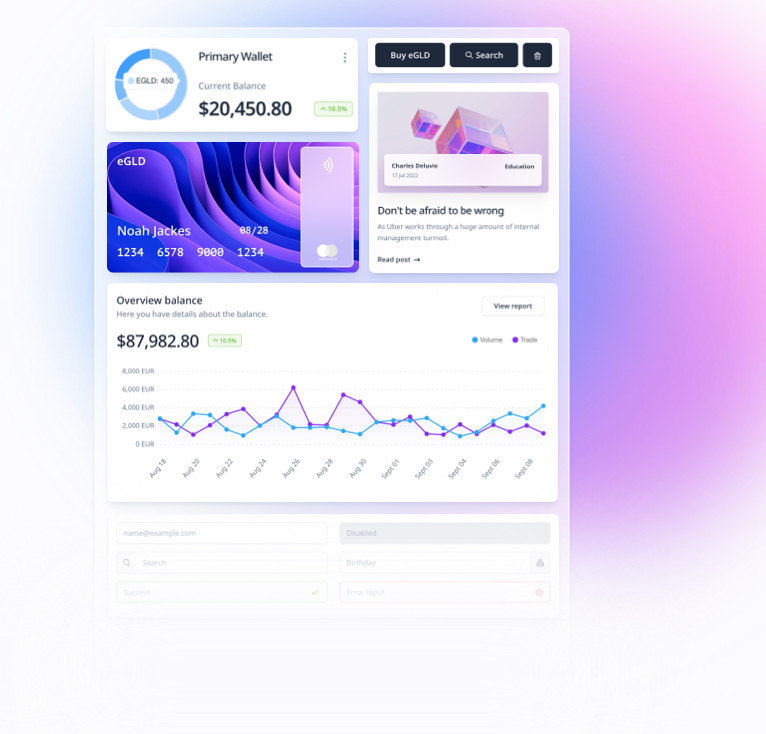 EGLD: 450
Primary Wallet
Current Balance
$20,450.80
10.5%
Buy eGLD
Search
eGLD
Noah Jackes
08/28
1234 6578 9000 1234
Charles Deluvio
Education
17 Jul 2022
Don't be afraid to be wrong
As Uber works through a huge amount of internal
management turmoil.
Read post →
Overview balance
Here you have details about the balance.
View report
$87,982.80
10.5%
Volume
Trade
8,000 EUR
6,000 EUR
4,000 EUR
2,000 EUR
0 EUR
Aug 18
Aug 20
Aug 22
Aug 24
Aug 26
Aug 28
Aug 30
Sept 01
Sept 03
Sept 04
Sept 06
Sept 08
name@example.com
Disabled
Search
Birthday
Success
Error input